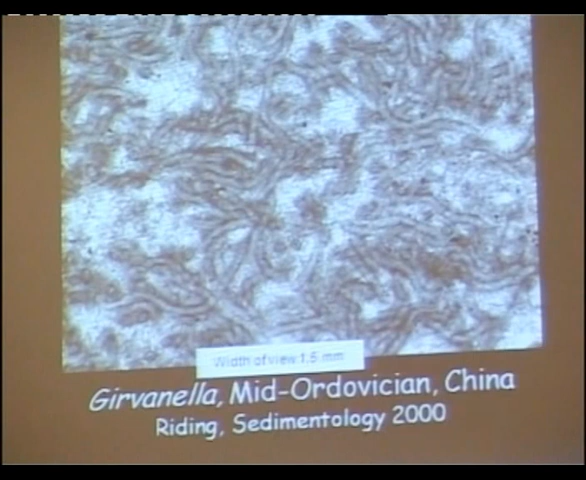 Width of view 1.5 mm
Girvanella, Mid-Ordovician, China
Riding, Sedimentology 2000